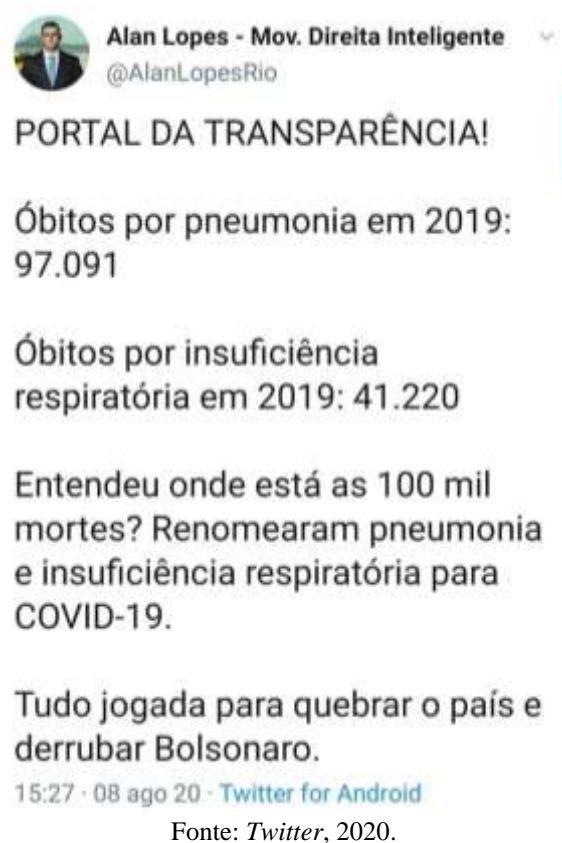 Alan Lopes - Mov. Direita Inteligente
@AlanLopesRio
PORTAL DA TRANSPARÊNCIA!
Óbitos por pneumonia em 2019:
97.091
Óbitos por insuficiência
respiratória em 2019: 41.220
Entendeu onde está as 100 mil
mortes? Renomearam pneumonia
e insuficiência respiratória para
COVID-19.
Tudo jogada para quebrar o país e
derrubar Bolsonaro.
15:27 · 08 ago 20 · Twitter for Android
Fonte: Twitter, 2020.